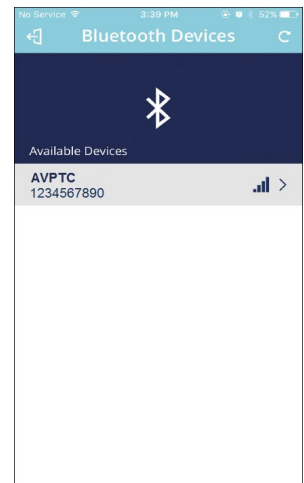 No Service 3:39 PM 52%
Bluetooth Devices
Available Devices
AVPTC
1234567890